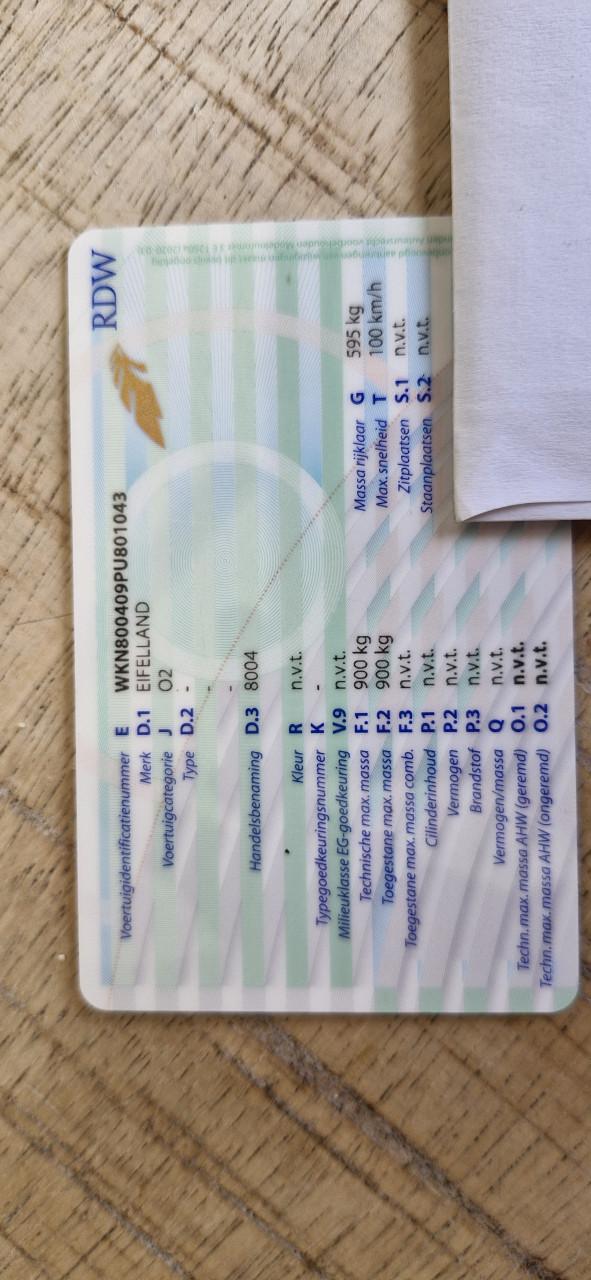 RDW
Voertuigidentificatienummer E WKN800409PU801043
Merk D.1 EIFELLAND
Voertuigcategorie J O2
Type D.2 -
-
-
Handelsbenaming D.3 8004
Kleur R n.v.t.
Typegoedkeuringsnummer K -
Milieuklasse EG-goedkeuring V.9 n.v.t.
Technische max. massa F.1 900 kg Massa rijklaar G 595 kg
Toegestane max. massa F.2 900 kg Max. snelheid T 100 km/h
Toegestane max. massa comb. F.3 n.v.t. Zitplaatsen S.1 n.v.t.
Cilinderinhoud P.1 n.v.t. Staanplaatsen S.2 n.v.t.
Vermogen P.2 n.v.t.
Brandstof P.3 n.v.t.
Vermogen/massa Q n.v.t.
Techn. max. massa AHW (geremd) O.1 n.v.t.
Techn. max. massa AHW (ongeremd) O.2 n.v.t.